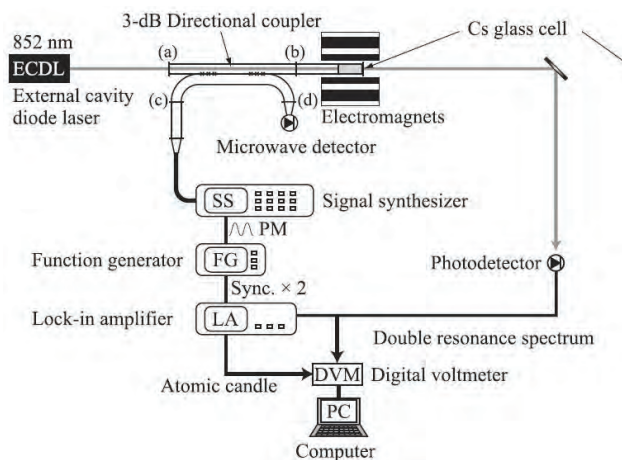 3-dB Directional coupler
Cs glass cell
852 nm
(a)
(b)
ECDL
External cavity
diode laser
(c)
(d)
Electromagnets
Microwave detector
SS
Signal synthesizer
PM
Function generator
FG
Photodetector
Sync. × 2
Lock-in amplifier
LA
Double resonance spectrum
Atomic candle
DVM
Digital voltmeter
PC
Computer